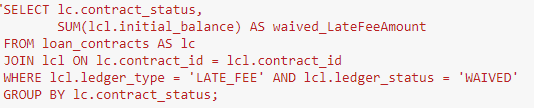 'SELECT lc.contract_status,
SUM(lcl.initial_balance) AS waived_LateFeeAmount
FROM loan_contracts AS lc
JOIN lcl ON lc.contract_id = lcl.contract_id
WHERE lcl.ledger_type = 'LATE_FEE' AND lcl.ledger_status = 'WAIVED'
GROUP BY lc.contract_status;